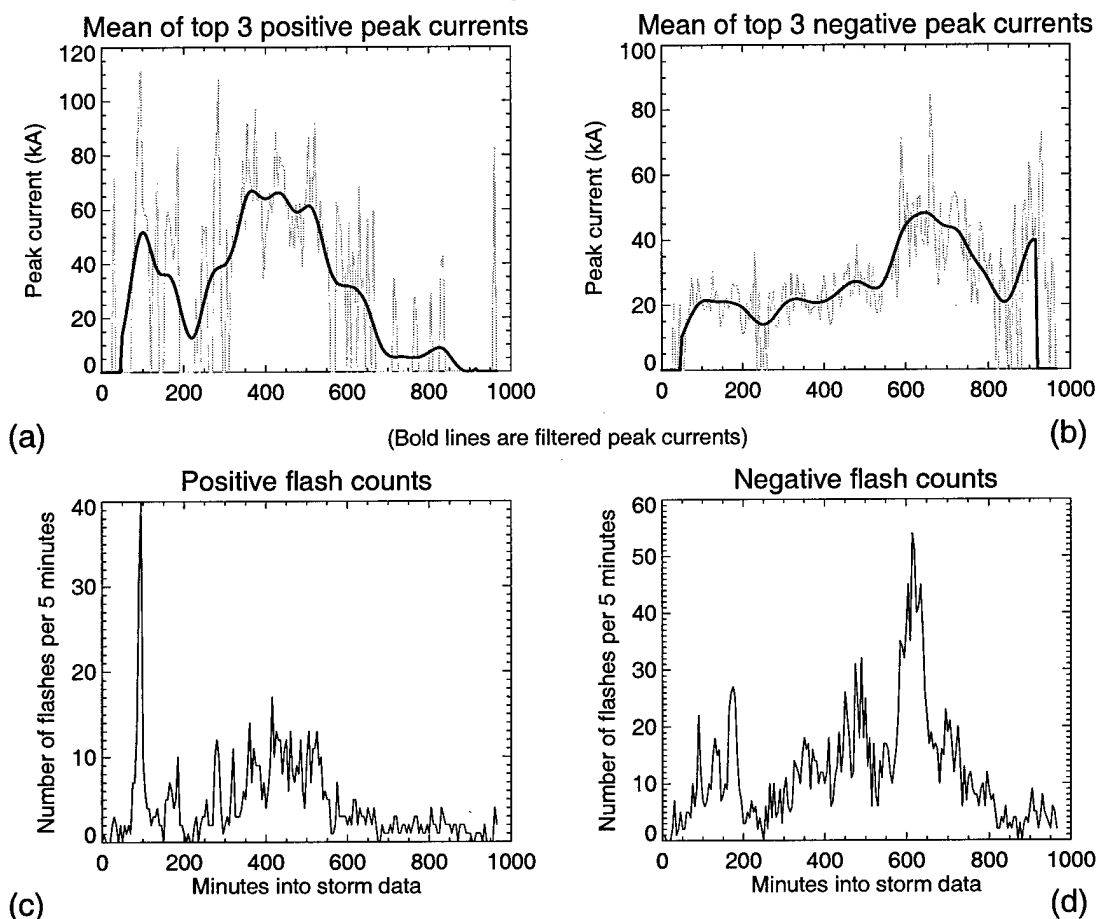 Mean of top 3 positive peak currents
120
100
80
60
40
20
0
Peak current (kA)
0 200 400 600 800 1000
(a)
Mean of top 3 negative peak currents
100
80
60
40
20
0
Peak current (kA)
0 200 400 600 800 1000
(b)
(Bold lines are filtered peak currents)
Positive flash counts
40
30
20
10
0
Number of flashes per 5 minutes
0 200 400 600 800 1000
Minutes into storm data
(c)
Negative flash counts
60
50
40
30
20
10
0
Number of flashes per 5 minutes
0 200 400 600 800 1000
Minutes into storm data
(d)